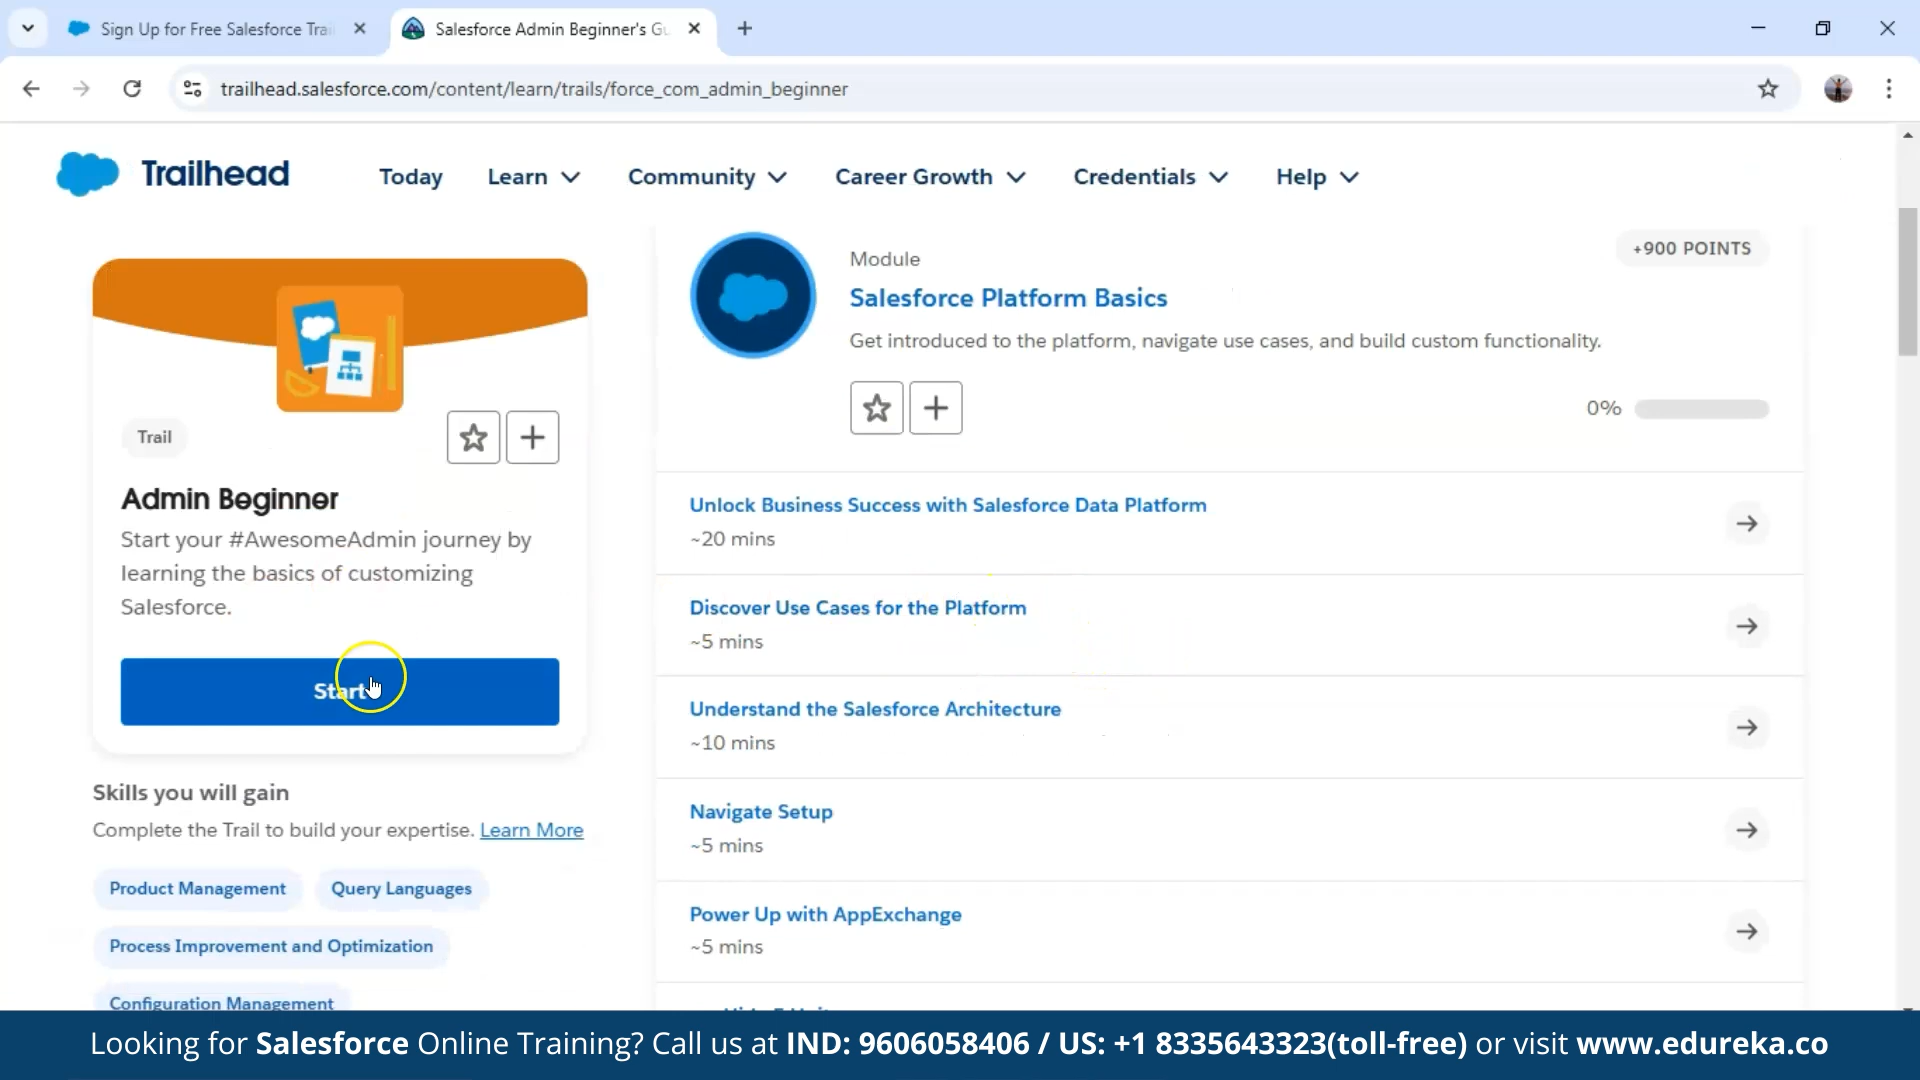 Sign Up for Free Salesforce Trai
Salesforce Admin Beginner's Gu
trailhead.salesforce.com/content/learn/trails/force_com_admin_beginner
Trailhead
Today
Learn
Community
Career Growth
Credentials
Help
Trail
Admin Beginner
Start your #AwesomeAdmin journey by
learning the basics of customizing
Salesforce.
Start
Skills you will gain
Complete the Trail to build your expertise. Learn More
Product Management
Query Languages
Process Improvement and Optimization
Configuration Management
+900 POINTS
Module
Salesforce Platform Basics
Get introduced to the platform, navigate use cases, and build custom functionality.
0%
Unlock Business Success with Salesforce Data Platform
~20 mins
Discover Use Cases for the Platform
~5 mins
Understand the Salesforce Architecture
~10 mins
Navigate Setup
~5 mins
Power Up with AppExchange
~5 mins
Looking for Salesforce Online Training? Call us at IND: 9606058406 / US: +1 8335643323(toll-free) or visit www.edureka.co